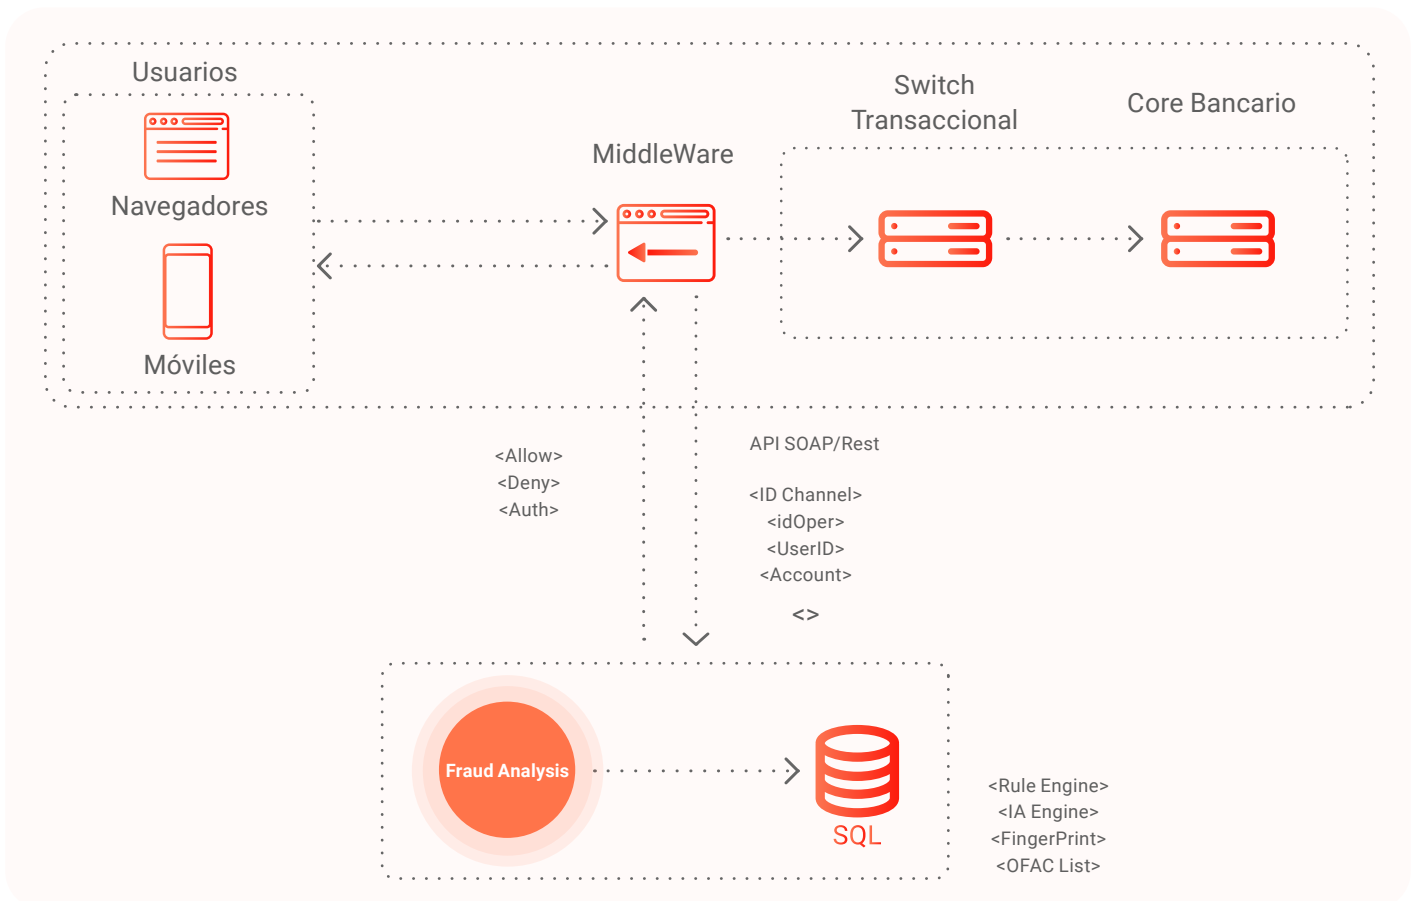 Usuarios
Navegadores
Móviles
MiddleWare
Switch
Transaccional
Core Bancario
<Allow>
<Deny>
<Auth>
API SOAP/Rest
<ID Channel>
<idOper>
<UserID>
<Account>
<>
Fraud Analysis
SQL
<Rule Engine>
<IA Engine>
<FingerPrint>
<OFAC List>